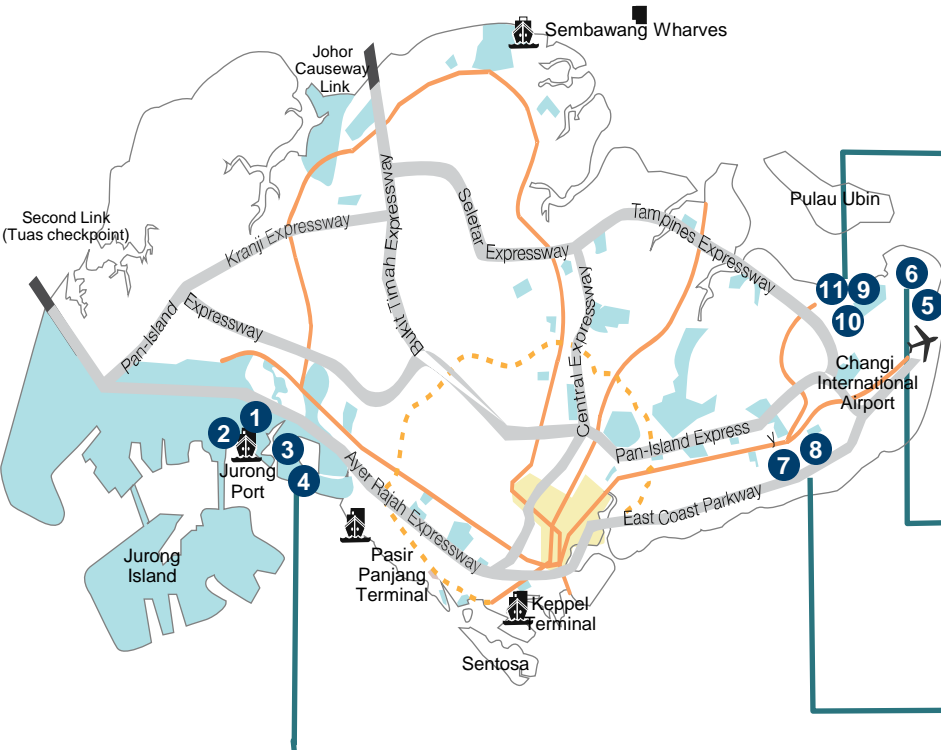 Sembawang Wharves
Johor
Causeway
Link
Second Link
(Tuas checkpoint)
Kranji Expressway
Bukit Timah Expressway
Seletar
Expressway
Tampines Expressway
Pulau Ubin
Pan-Island
Expressway
Central Expressway
11
9
6
10
5
Changi
International
Airport
Pan-Island Express
y
7
8
East Coast Parkway
1
2
3
4
Jurong
Port
Ayer Rajah Expressway
Jurong
Island
Pasir
Panjang
Terminal
Keppel
Terminal
Sentosa